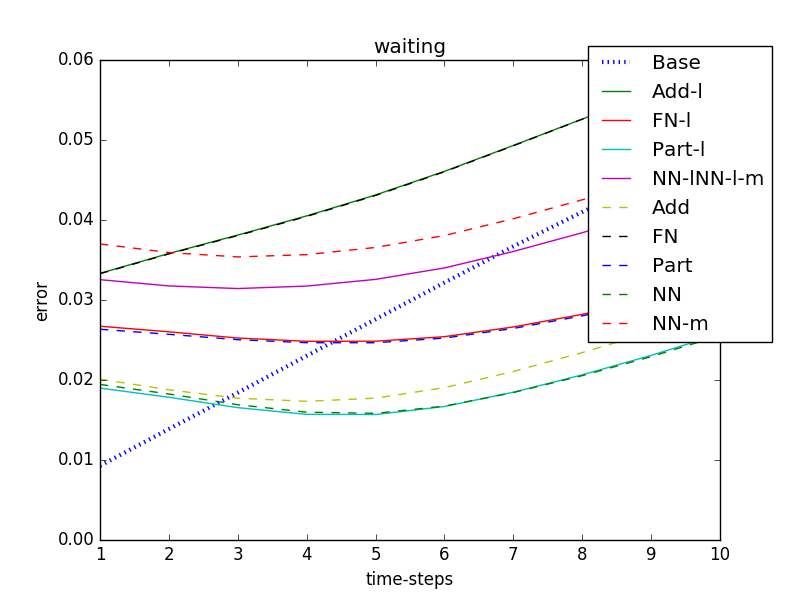 waiting
0.06
0.05
0.04
0.03
0.02
0.01
0.00
error
1 2 3 4 5 6 7 8 9 10
time-steps
Base
Add-l
FN-l
Part-l
NN-lNN-l-m
Add
FN
Part
NN
NN-m